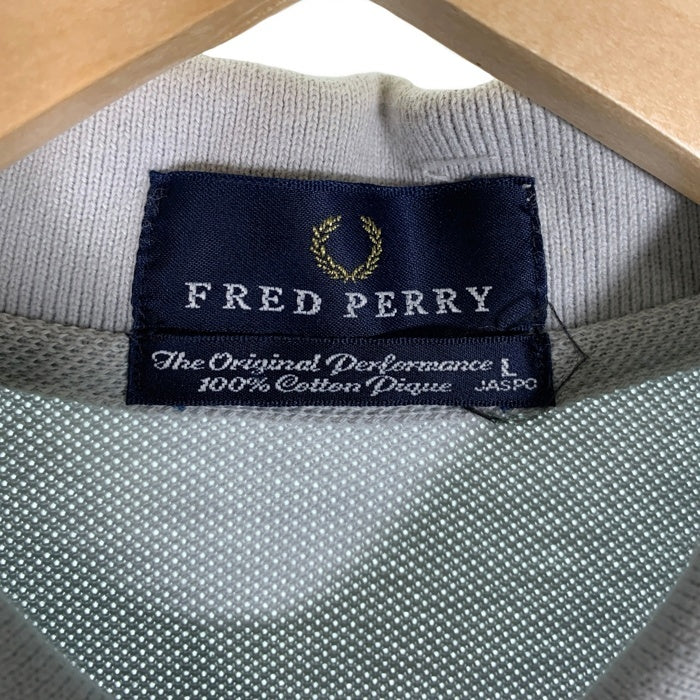 FRED PERRY
The Original Performance L
100% Cotton Pique JASPO